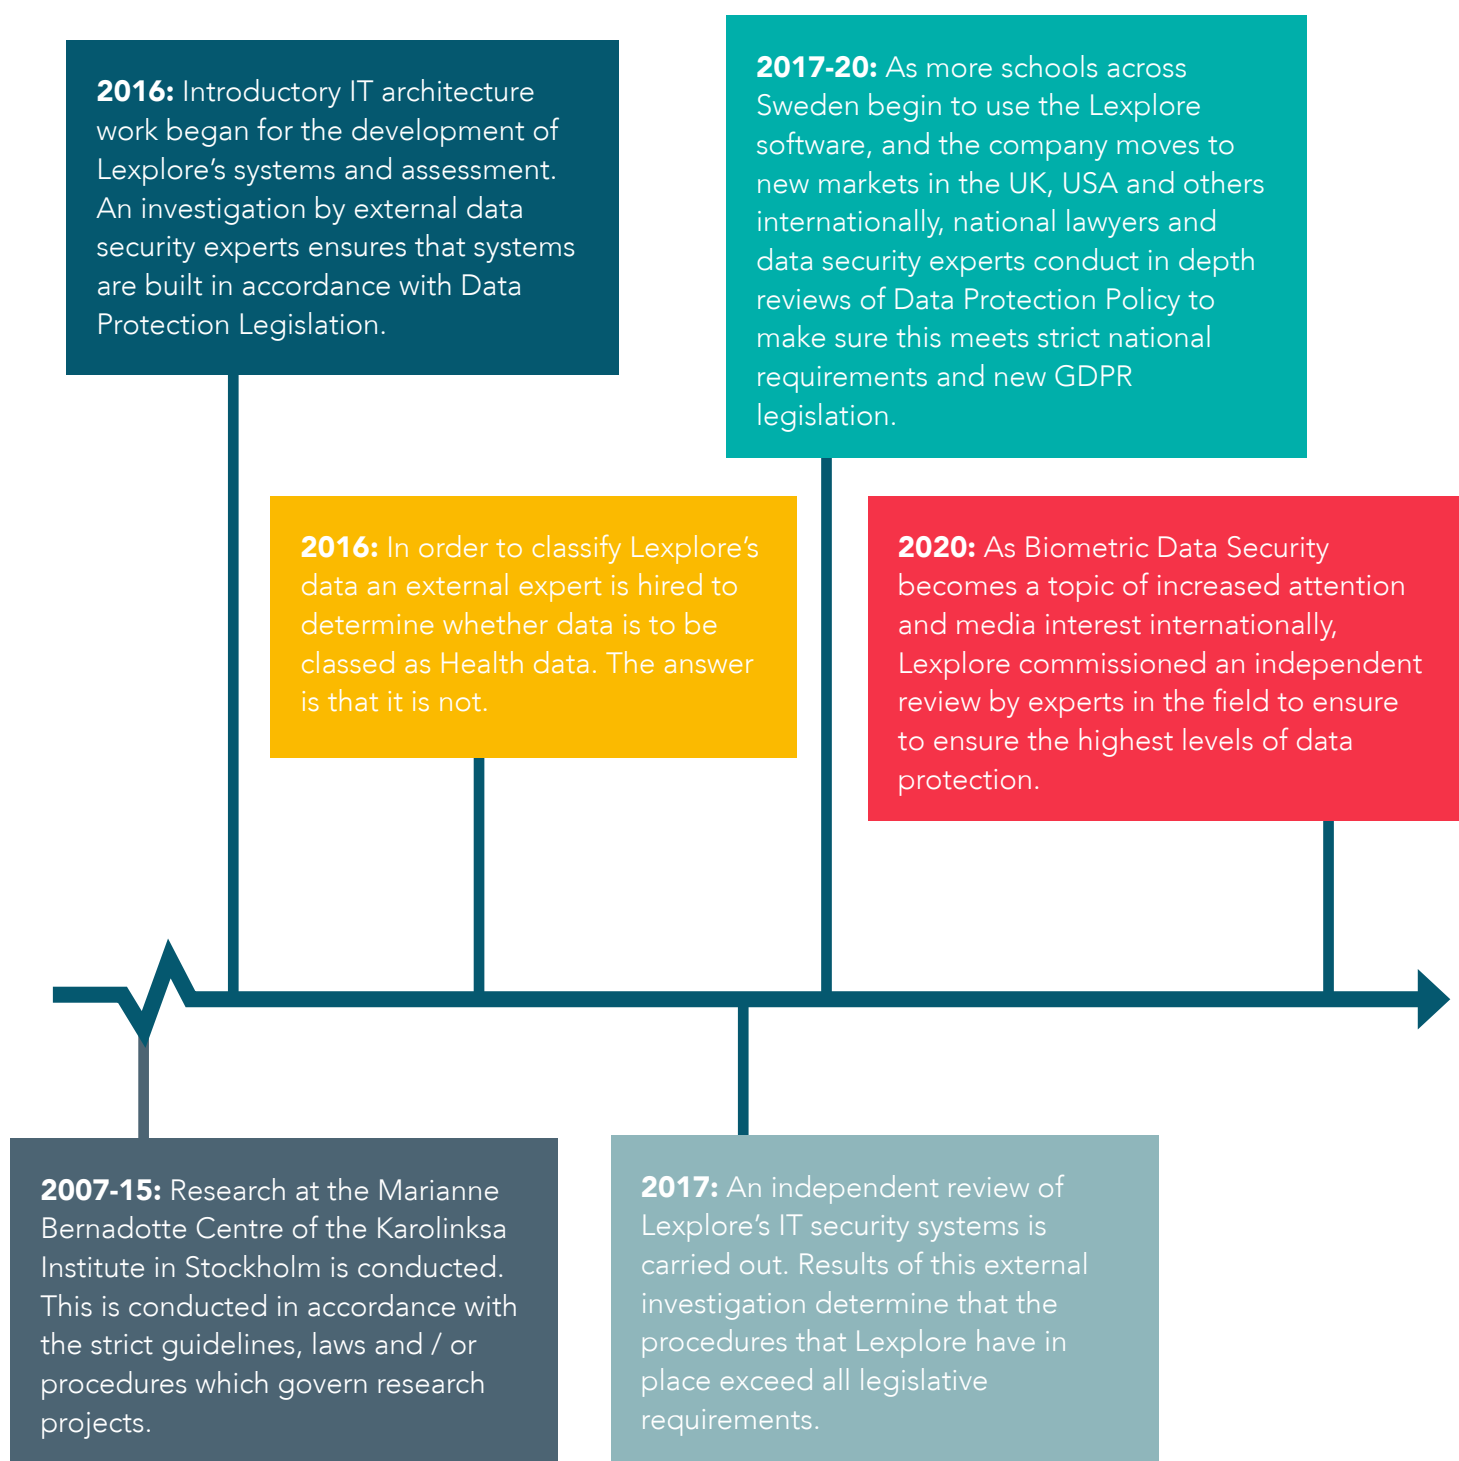 2016: Introductory IT architecture
work began for the development of
Lexplore’s systems and assessment.
An investigation by external data
security experts ensures that systems
are built in accordance with Data
Protection Legislation.
2017-20: As more schools across
Sweden begin to use the Lexplore
software, and the company moves to
new markets in the UK, USA and others
internationally, national lawyers and
data security experts conduct in depth
reviews of Data Protection Policy to
make sure this meets strict national
requirements and new GDPR
legislation.
2016: In order to classify Lexplore’s
data an external expert is hired to
determine whether data is to be
classed as Health data. The answer
is that it is not.
2020: As Biometric Data Security
becomes a topic of increased attention
and media interest internationally,
Lexplore commissioned an independent
review by experts in the field to ensure
to ensure the highest levels of data
protection.
2007-15: Research at the Marianne
Bernadotte Centre of the Karolinksa
Institute in Stockholm is conducted.
This is conducted in accordance with
the strict guidelines, laws and / or
procedures which govern research
projects.
2017: An independent review of
Lexplore’s IT security systems is
carried out. Results of this external
investigation determine that the
procedures that Lexplore have in
place exceed all legislative
requirements.